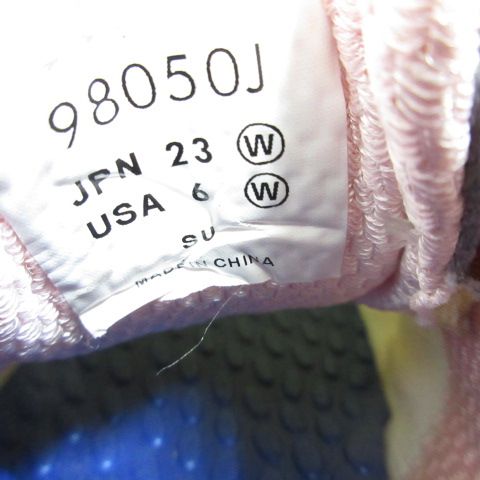 98050J
JPN 23 W
USA 6 W
SU
MADE IN CHINA